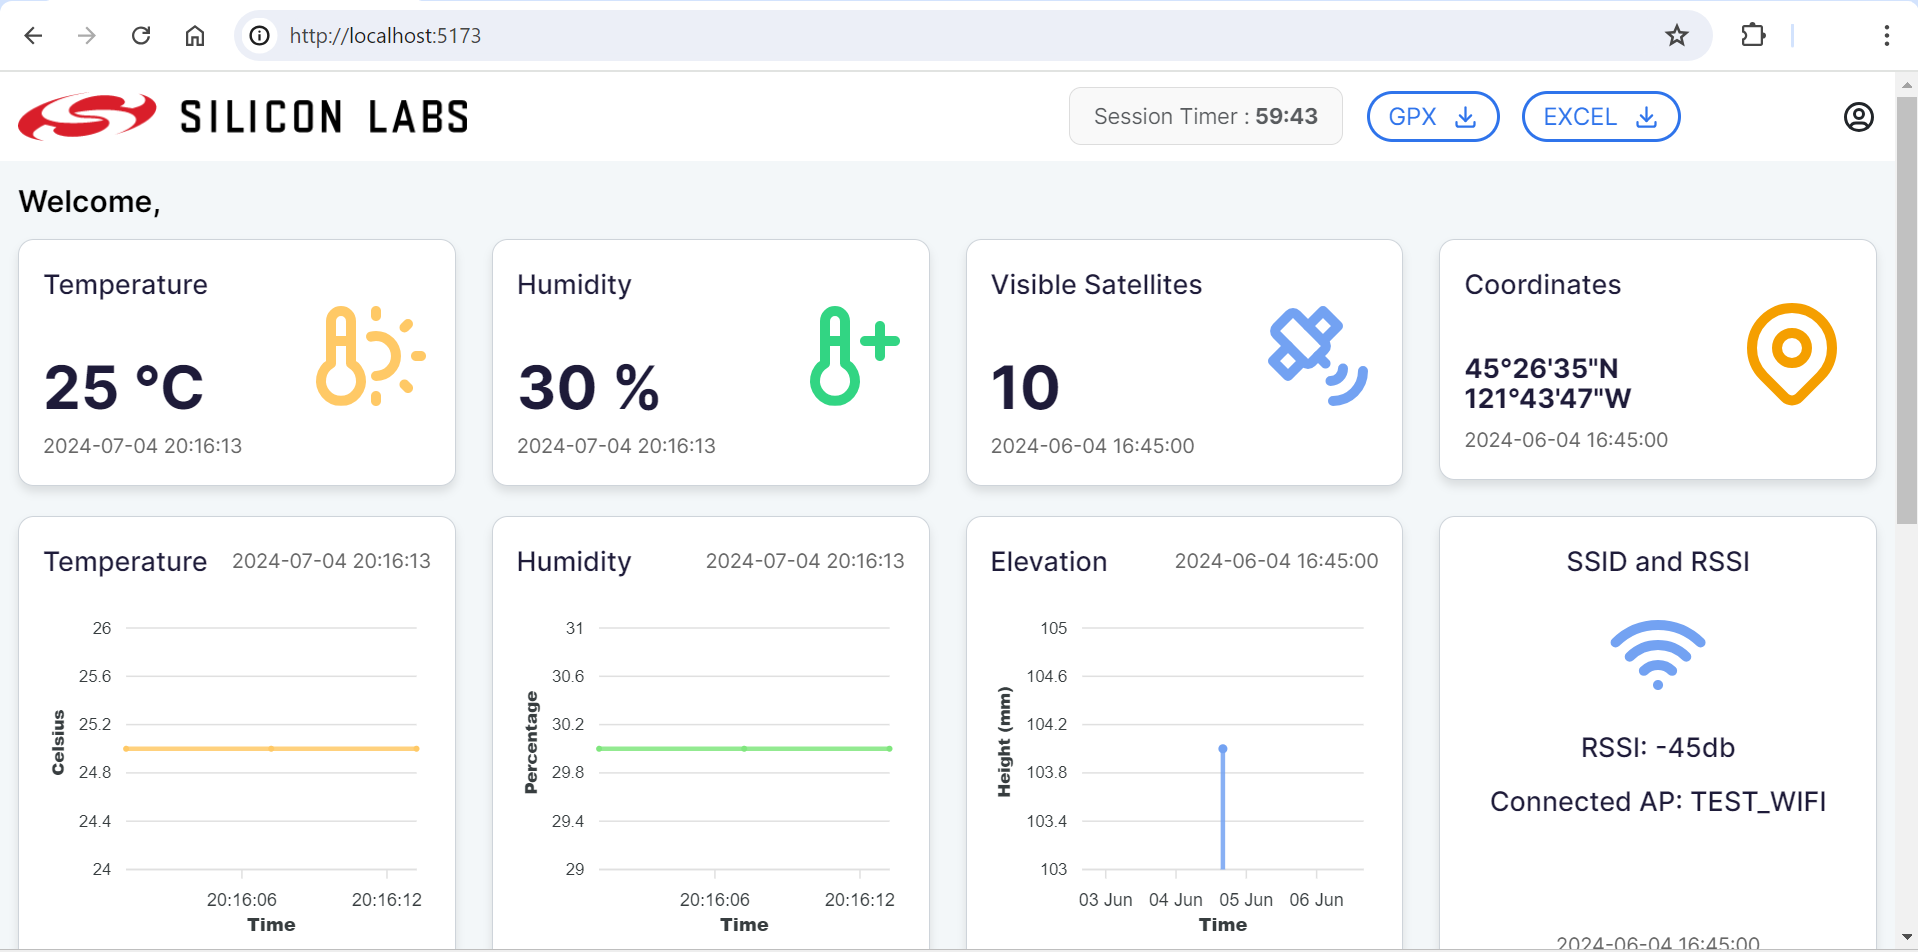 http://localhost:5173
SILICON LABS
Session Timer : 59:43
GPX
EXCEL
Welcome,
Temperature
25 °C
2024-07-04 20:16:13
Humidity
30 %
2024-07-04 20:16:13
Visible Satellites
10
2024-06-04 16:45:00
Coordinates
45°26'35"N
121°43'47"W
2024-06-04 16:45:00
Temperature 2024-07-04 20:16:13
26
25.6
25.2
24.8
24.4
24
Celsius
20:16:06 20:16:12
Time
Humidity 2024-07-04 20:16:13
31
30.6
30.2
29.8
29.4
29
Percentage
20:16:06 20:16:12
Time
Elevation 2024-06-04 16:45:00
105
104.6
104.2
103.8
103.4
103
Height (mm)
03 Jun 04 Jun 05 Jun 06 Jun
Time
SSID and RSSI
RSSI: -45db
Connected AP: TEST_WIFI
2024-06-04 16:45:00